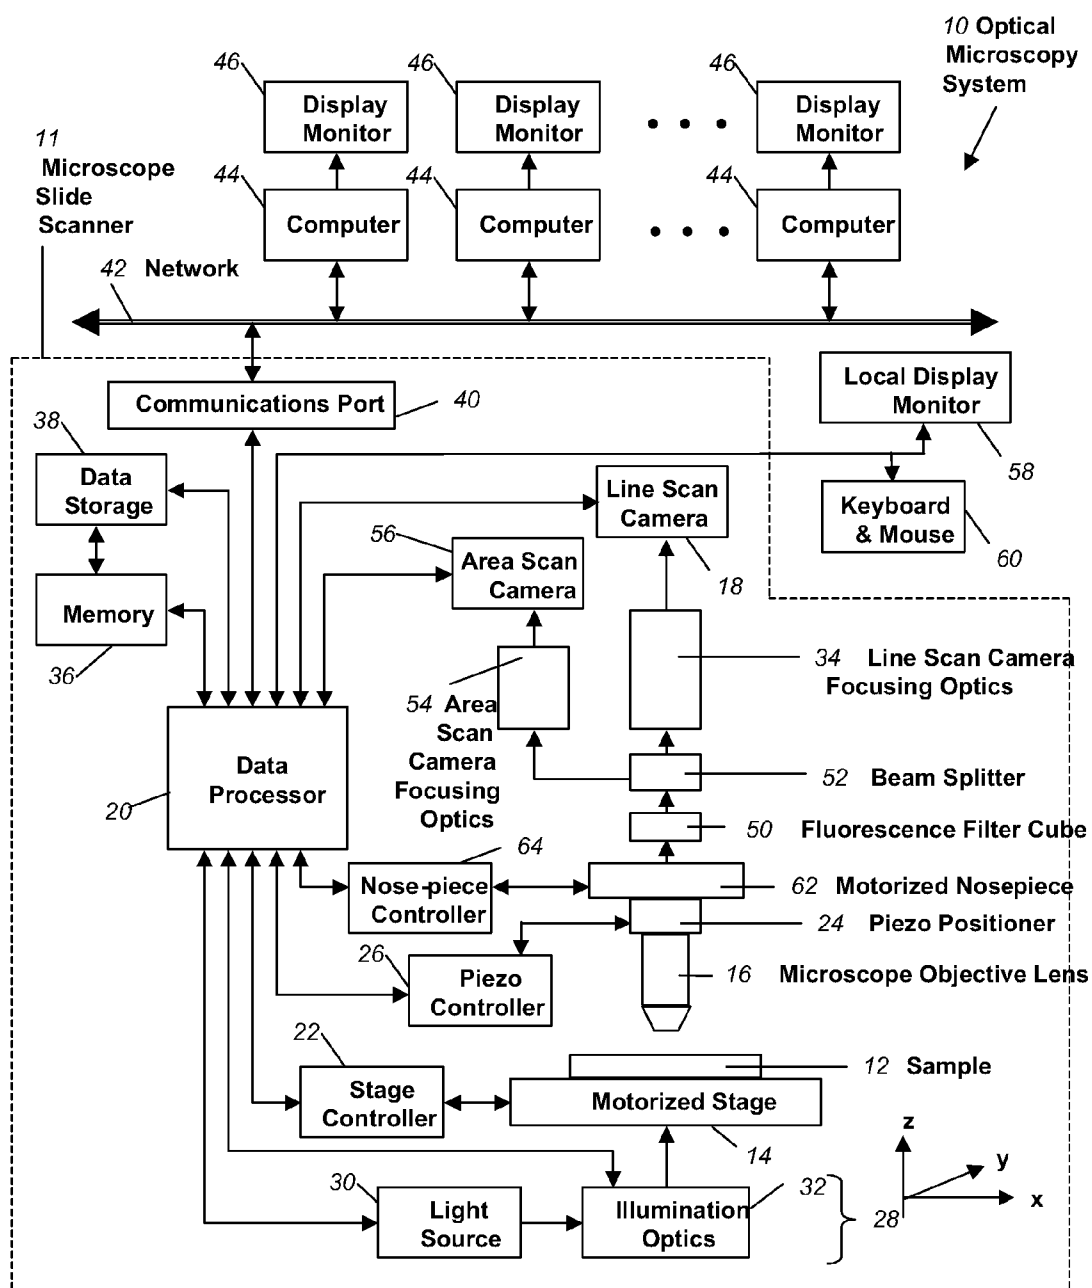 10 Optical
Microscopy
System
46
46
46
Display
Monitor
Display
Monitor
Display
Monitor
11
Microscope
Slide
Scanner
44
44
44
Computer
Computer
Computer
42 Network
Communications Port
40
Local Display
Monitor
58
38
Data
Storage
Line Scan
Camera
18
Keyboard
& Mouse
60
56
Area Scan
Camera
Memory
36
34 Line Scan Camera
Focusing Optics
54 Area
Scan
Camera
Focusing
Optics
Data
Processor
20
52 Beam Splitter
50 Fluorescence Filter Cube
64
Nose-piece
Controller
62 Motorized Nosepiece
24 Piezo Positioner
26
Piezo
Controller
16 Microscope Objective Lens
22
Stage
Controller
12 Sample
Motorized Stage
14
z
y
x
30
Light
Source
Illumination
Optics
32
28